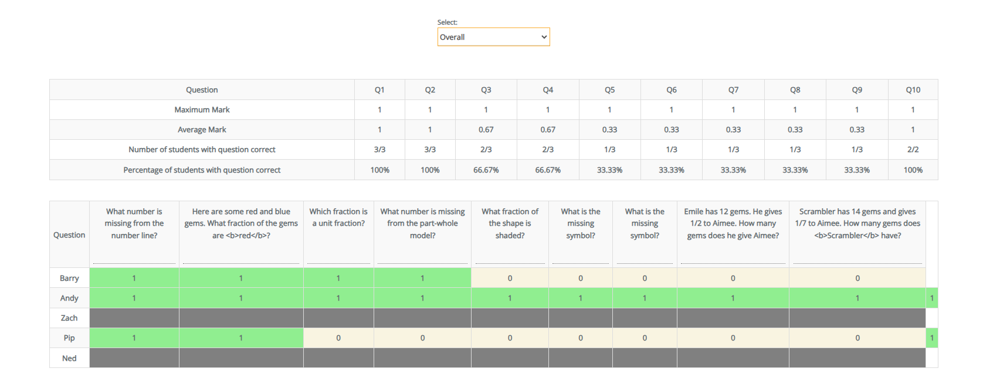 Select:
Overall
Question Q1 Q2 Q3 Q4 Q5 Q6 Q7 Q8 Q9 Q10
Maximum Mark 1 1 1 1 1 1 1 1 1 1
Average Mark 1 1 0.67 0.67 0.33 0.33 0.33 0.33 0.33 1
Number of students with question correct 3/3 3/3 2/3 2/3 1/3 1/3 1/3 1/3 1/3 2/2
Percentage of students with question correct 100% 100% 66.67% 66.67% 33.33% 33.33% 33.33% 33.33% 33.33% 100%
Question
What number is
missing from the
number line?
Here are some red and blue
gems. What fraction of the gems
are <b>red</b>?
Which fraction is
a unit fraction?
What number is missing
from the part-whole
model?
What fraction of
the shape is
shaded?
What is the
missing
symbol?
What is the
missing
symbol?
Emile has 12 gems. He gives
1/2 to Aimee. How many
gems does he give Aimee?
Scrambler has 14 gems and gives
1/7 to Aimee. How many gems does
<b>Scrambler</b> have?
Barry 1 1 1 1 0 0 0 0 0
Andy 1 1 1 1 1 1 1 1 1 1
Zach
Pip 1 1 0 0 0 0 0 0 0 1
Ned